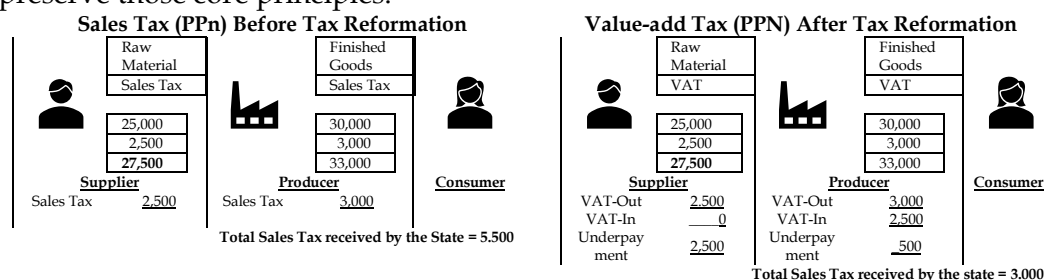 preserve those core principles.
Sales Tax (PPn) Before Tax Reformation
Raw Material
Finished Goods
Sales Tax
Sales Tax
25,000
30,000
2,500
3,000
27,500
33,000
Supplier
Producer
Consumer
Sales Tax 2,500
Sales Tax 3,000
Total Sales Tax received by the State = 5.500
Value-add Tax (PPN) After Tax Reformation
Raw Material
Finished Goods
VAT
VAT
25,000
30,000
2,500
3,000
27,500
33,000
Supplier
Producer
Consumer
VAT-Out 2.500
VAT-Out 3,000
VAT-In 0
VAT-In 2,500
Underpay ment 2,500
Underpay ment 500
Total Sales Tax received by the state = 3.000